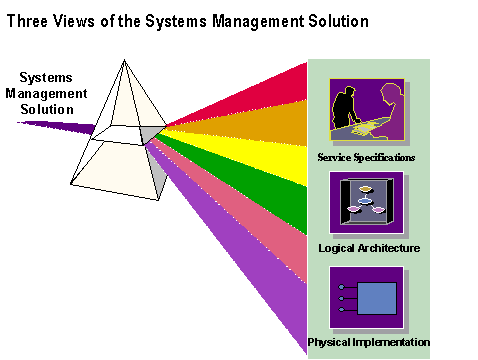 Three Views of the Systems Management Solution
Systems
Management
Solution
Service Specifications
Logical Architecture
Physical Implementation